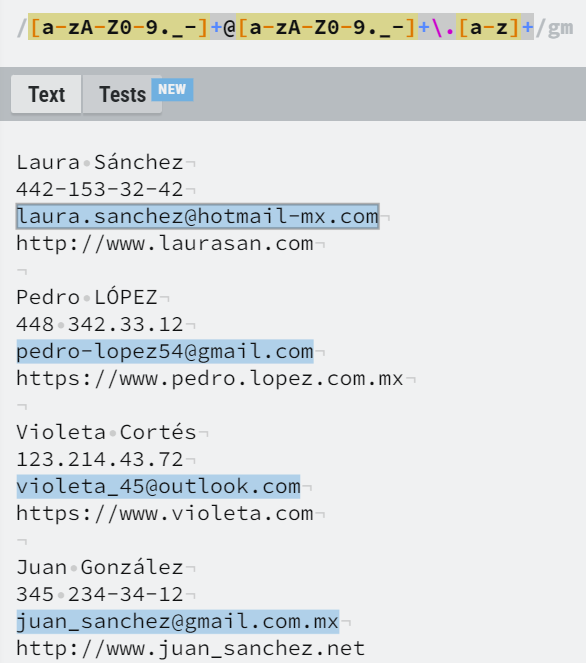 /[a-zA-Z0-9._-]+@[a-zA-Z0-9._-]+\.[a-z]+/gm
Text Tests NEW
Laura•Sánchez¬
442-153-32-42¬
laura.sanchez@hotmail-mx.com¬
http://www.laurasan.com¬
¬
Pedro•LÓPEZ¬
448•342.33.12¬
pedro-lopez54@gmail.com¬
https://www.pedro.lopez.com.mx¬
¬
Violeta•Cortés¬
123.214.43.72¬
violeta_45@outlook.com¬
https://www.violeta.com¬
¬
Juan•González¬
345•234-34-12¬
juan_sanchez@gmail.com.mx¬
http://www.juan_sanchez.net